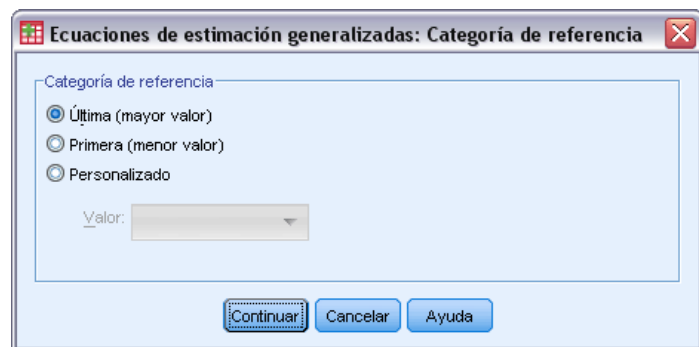 Ecuaciones de estimación generalizadas: Categoría de referencia
Categoría de referencia
Última (mayor valor)
Primera (menor valor)
Personalizado
Valor:
Continuar Cancelar Ayuda